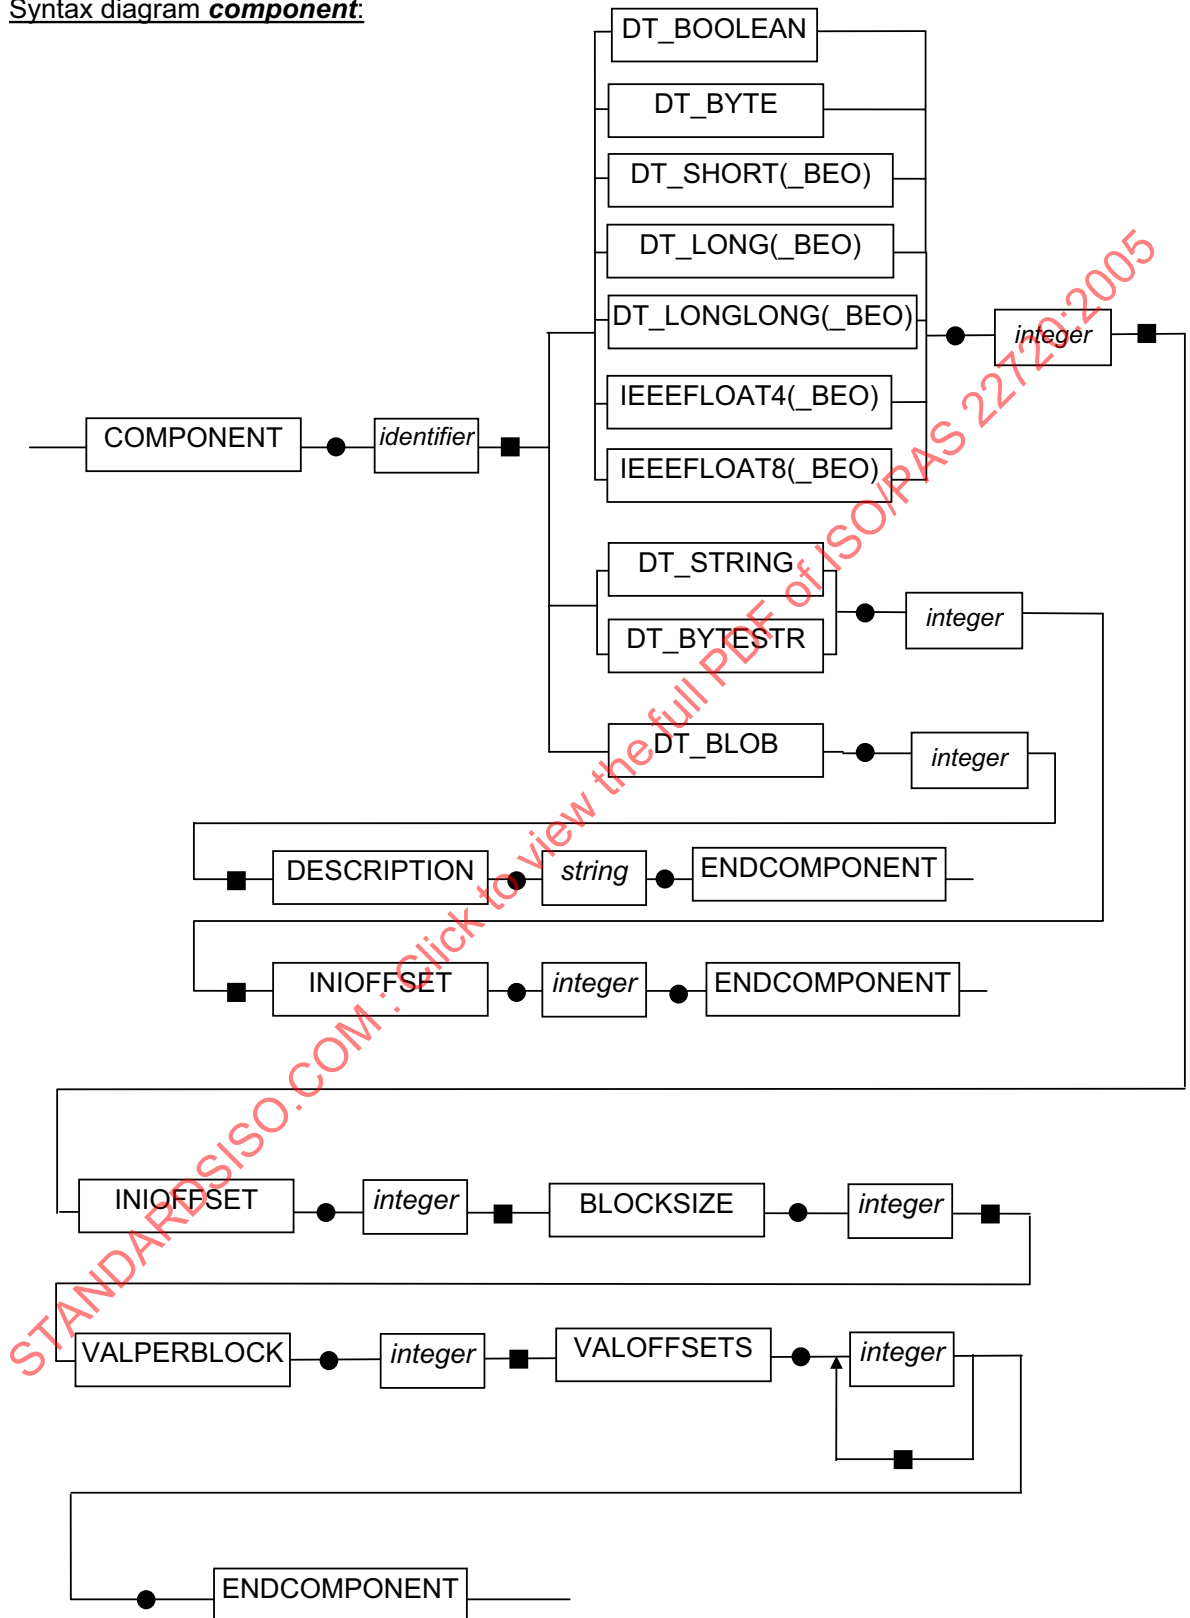 Syntax diagram component:
DT_BOOLEAN
DT_BYTE
DT_SHORT(_BEO)
DT_LONG(_BEO)
DT_LONGLONG(_BEO)
integer
IEEEFLOAT4(_BEO)
COMPONENT
identifier
IEEEFLOAT8(_BEO)
DT_STRING
integer
DT_BYTESTR
DT_BLOB
integer
DESCRIPTION
string
ENDCOMPONENT
INIOFFSET
integer
ENDCOMPONENT
INIOFFSET
integer
BLOCKSIZE
integer
VALPERBLOCK
integer
VALOFFSETS
integer
ENDCOMPONENT
STANDARDSISO.COM : Click to view the full PDF of ISO/PAS 22720:2005